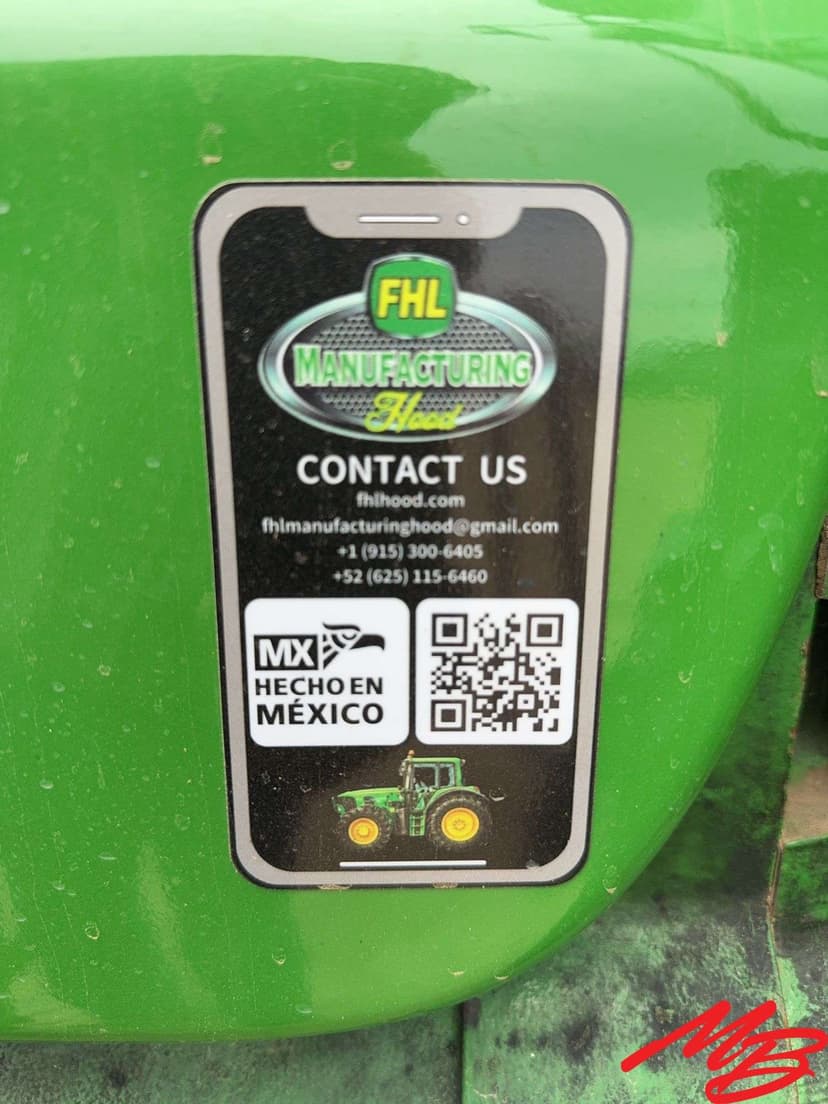 FHL
MANUFACTURING
Hood
CONTACT US
fhlhood.com
fhlmanufacturinghood@gmail.com
+1 (915) 300-6405
+52 (625) 115-6460
MX
HECHO EN
MÉXICO
MB